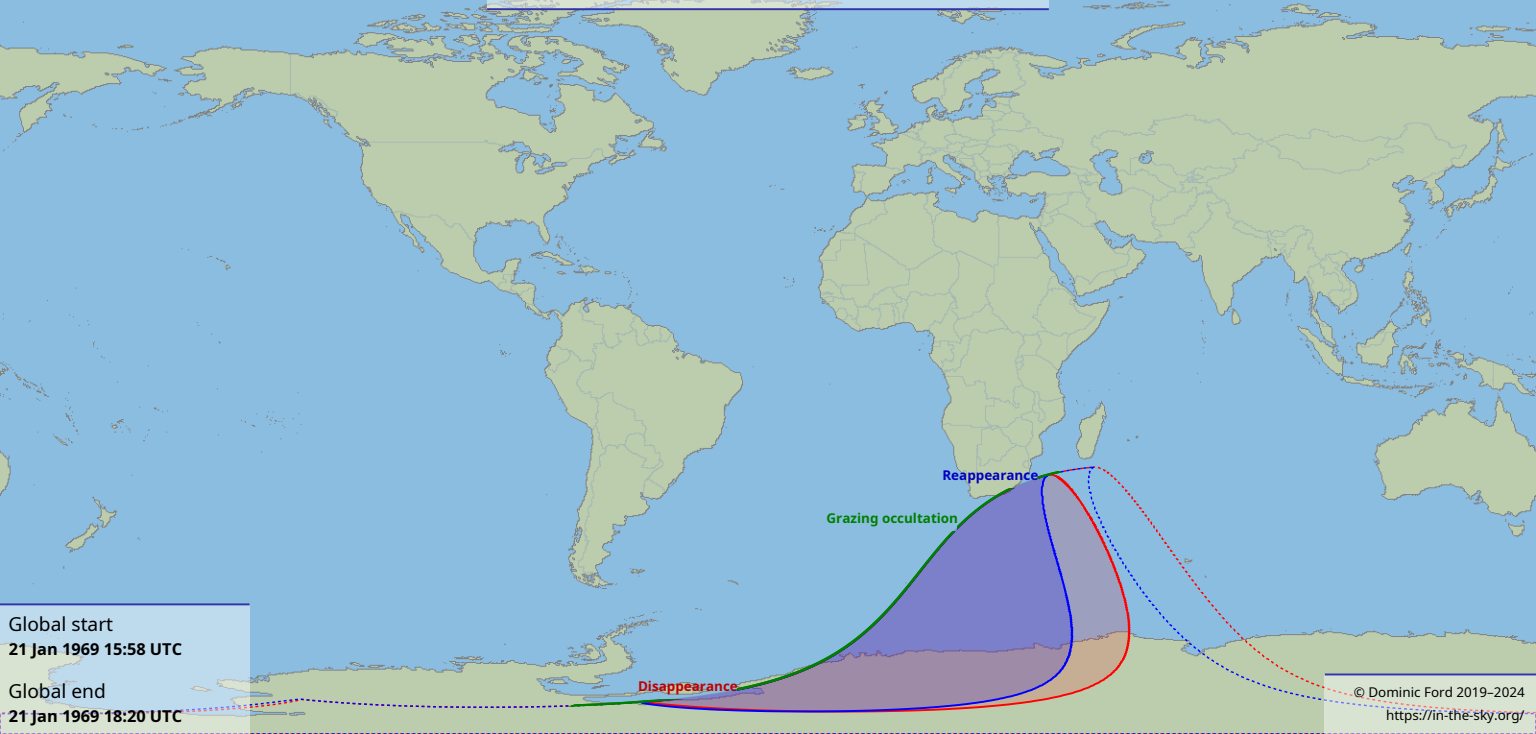 Reappearance
Grazing occultation
Disappearance
Global start
21 Jan 1969 15:58 UTC
Global end
21 Jan 1969 18:20 UTC
© Dominic Ford 2019–2024
https://in-the-sky.org/